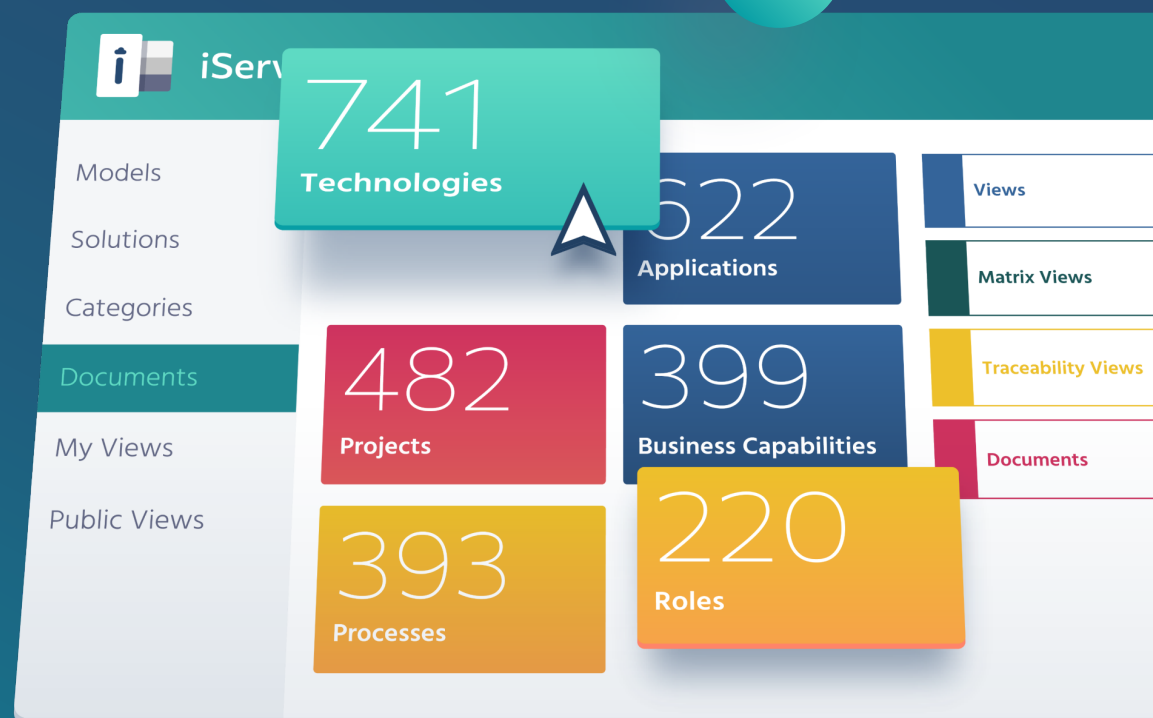 iServ
741
Technologies
Models
Solutions
Categories
Documents
My Views
Public Views
622
Applications
482
Projects
399
Business Capabilities
393
Processes
220
Roles
Views
Matrix Views
Traceability Views
Documents